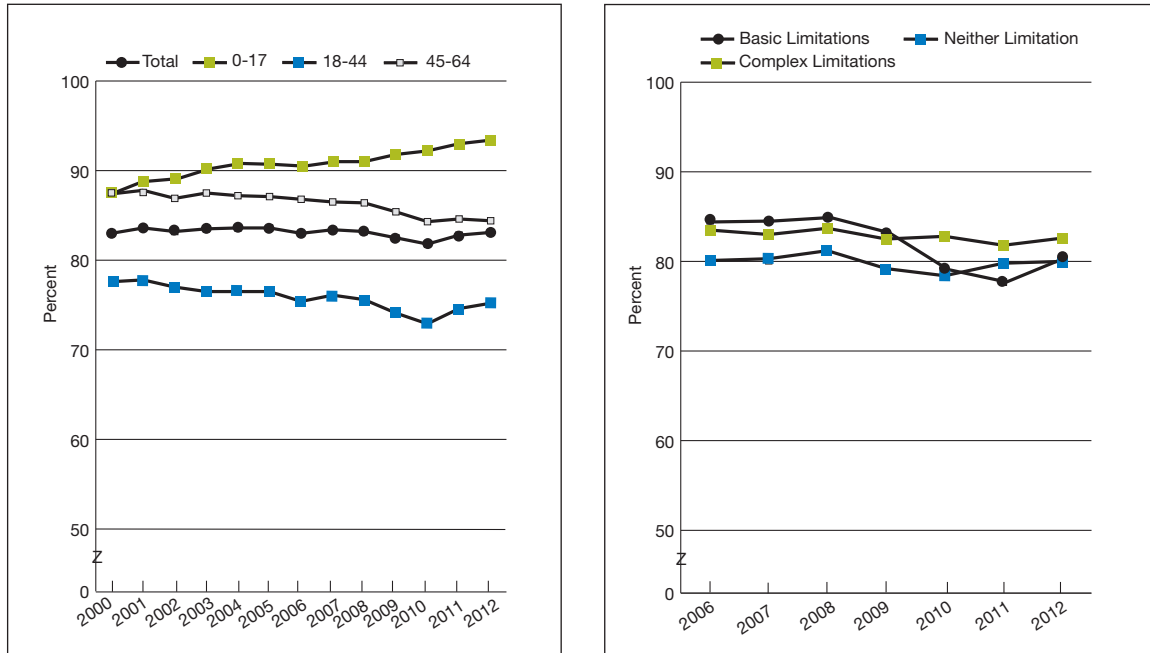 Total 0-17 18-44 45-64
100
90
80
70
60
50
Z
0
Percent
2000 2001 2002 2003 2004 2005 2006 2007 2008 2009 2010 2011 2012
Basic Limitations Neither Limitation
Complex Limitations
100
90
80
70
60
50
Z
0
Percent
2006 2007 2008 2009 2010 2011 2012